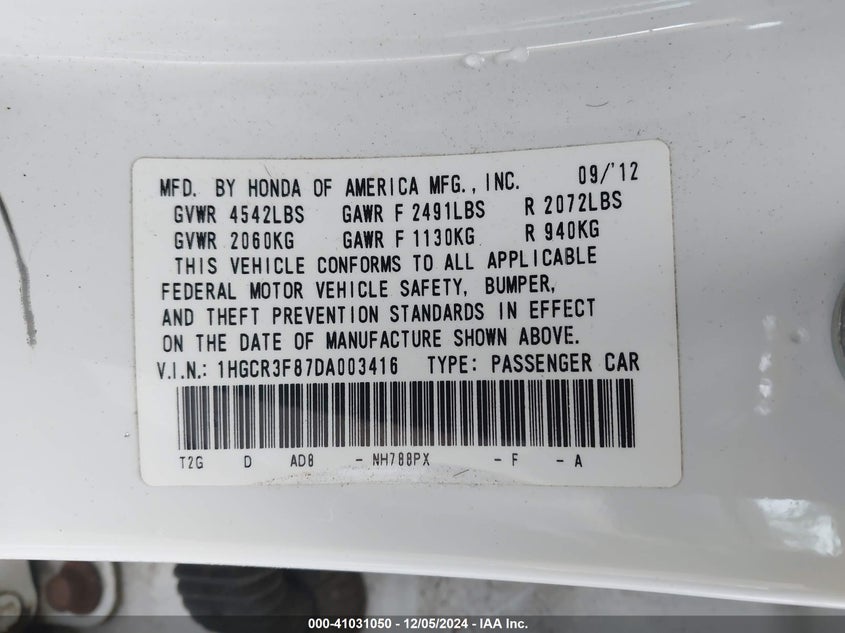 MFD. BY HONDA OF AMERICA MFG., INC. 09/'12
GVWR 4542LBS GAWR F 2491LBS R 2072LBS
GVWR 2060KG GAWR F 1130KG R 940KG
THIS VEHICLE CONFORMS TO ALL APPLICABLE
FEDERAL MOTOR VEHICLE SAFETY, BUMPER,
AND THEFT PREVENTION STANDARDS IN EFFECT
ON THE DATE OF MANUFACTURE SHOWN ABOVE.
V.I.N.: 1HGCR3F87DA003416 TYPE: PASSENGER CAR
T2G D AD8 - NH788PX - F - A
000-41031050 - 12/05/2024 - IAA Inc.